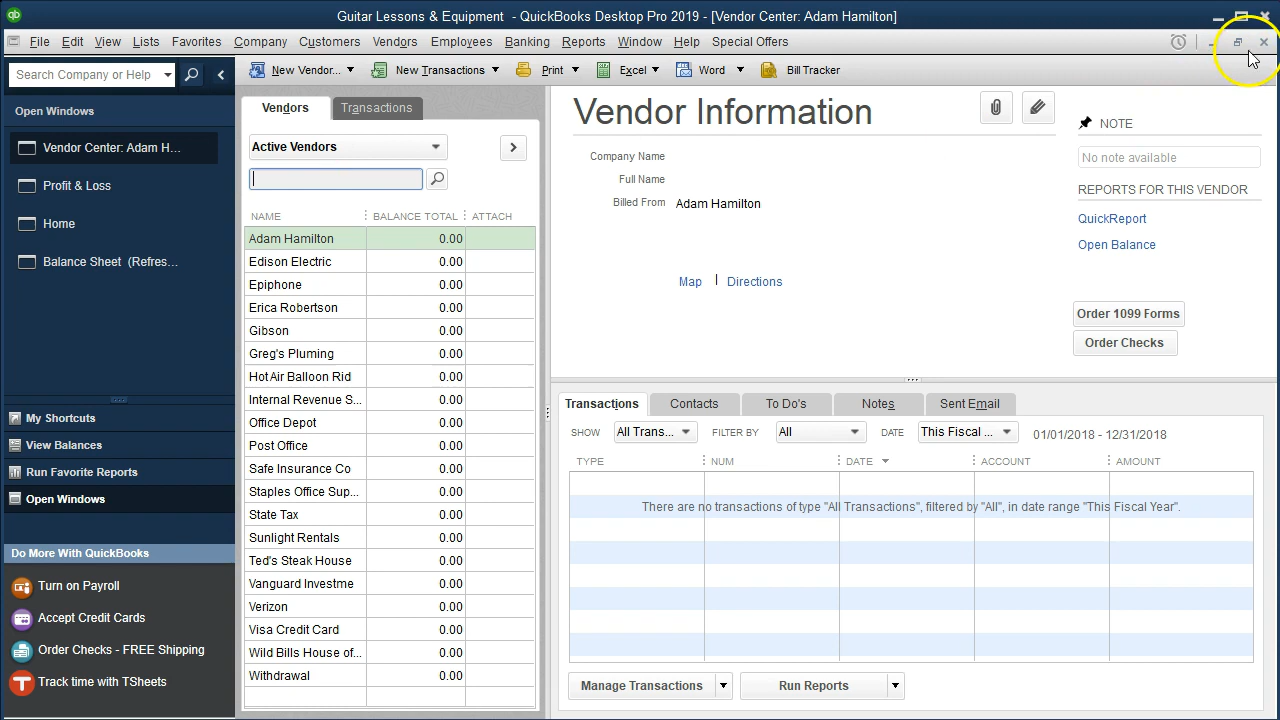 Guitar Lessons & Equipment - QuickBooks Desktop Pro 2019 - [Vendor Center: Adam Hamilton]
File Edit View Lists Favorites Company Customers Vendors Employees Banking Reports Window Help Special Offers
Search Company or Help
New Vendor... New Transactions Print Excel Word Bill Tracker
Open Windows
Vendor Center: Adam H...
Profit & Loss
Home
Balance Sheet (Refres...
My Shortcuts
View Balances
Run Favorite Reports
Open Windows
Do More With QuickBooks
Turn on Payroll
Accept Credit Cards
Order Checks - FREE Shipping
Track time with TSheets
Vendors Transactions
Active Vendors
NAME BALANCE TOTAL ATTACH
Adam Hamilton 0.00
Edison Electric 0.00
Epiphone 0.00
Erica Robertson 0.00
Gibson 0.00
Greg's Pluming 0.00
Hot Air Balloon Rid 0.00
Internal Revenue S... 0.00
Office Depot 0.00
Post Office 0.00
Safe Insurance Co 0.00
Staples Office Sup... 0.00
State Tax 0.00
Sunlight Rentals 0.00
Ted's Steak House 0.00
Vanguard Investme 0.00
Verizon 0.00
Visa Credit Card 0.00
Wild Bills House of... 0.00
Withdrawal 0.00
Vendor Information
Company Name
Full Name
Billed From Adam Hamilton
Map | Directions
NOTE
No note available
REPORTS FOR THIS VENDOR
QuickReport
Open Balance
Order 1099 Forms
Order Checks
Transactions Contacts To Do's Notes Sent Email
SHOW All Trans... FILTER BY All DATE This Fiscal ... 01/01/2018 - 12/31/2018
TYPE NUM DATE ACCOUNT AMOUNT
There are no transactions of type "All Transactions", filtered by "All", in date range "This Fiscal Year".
Manage Transactions Run Reports